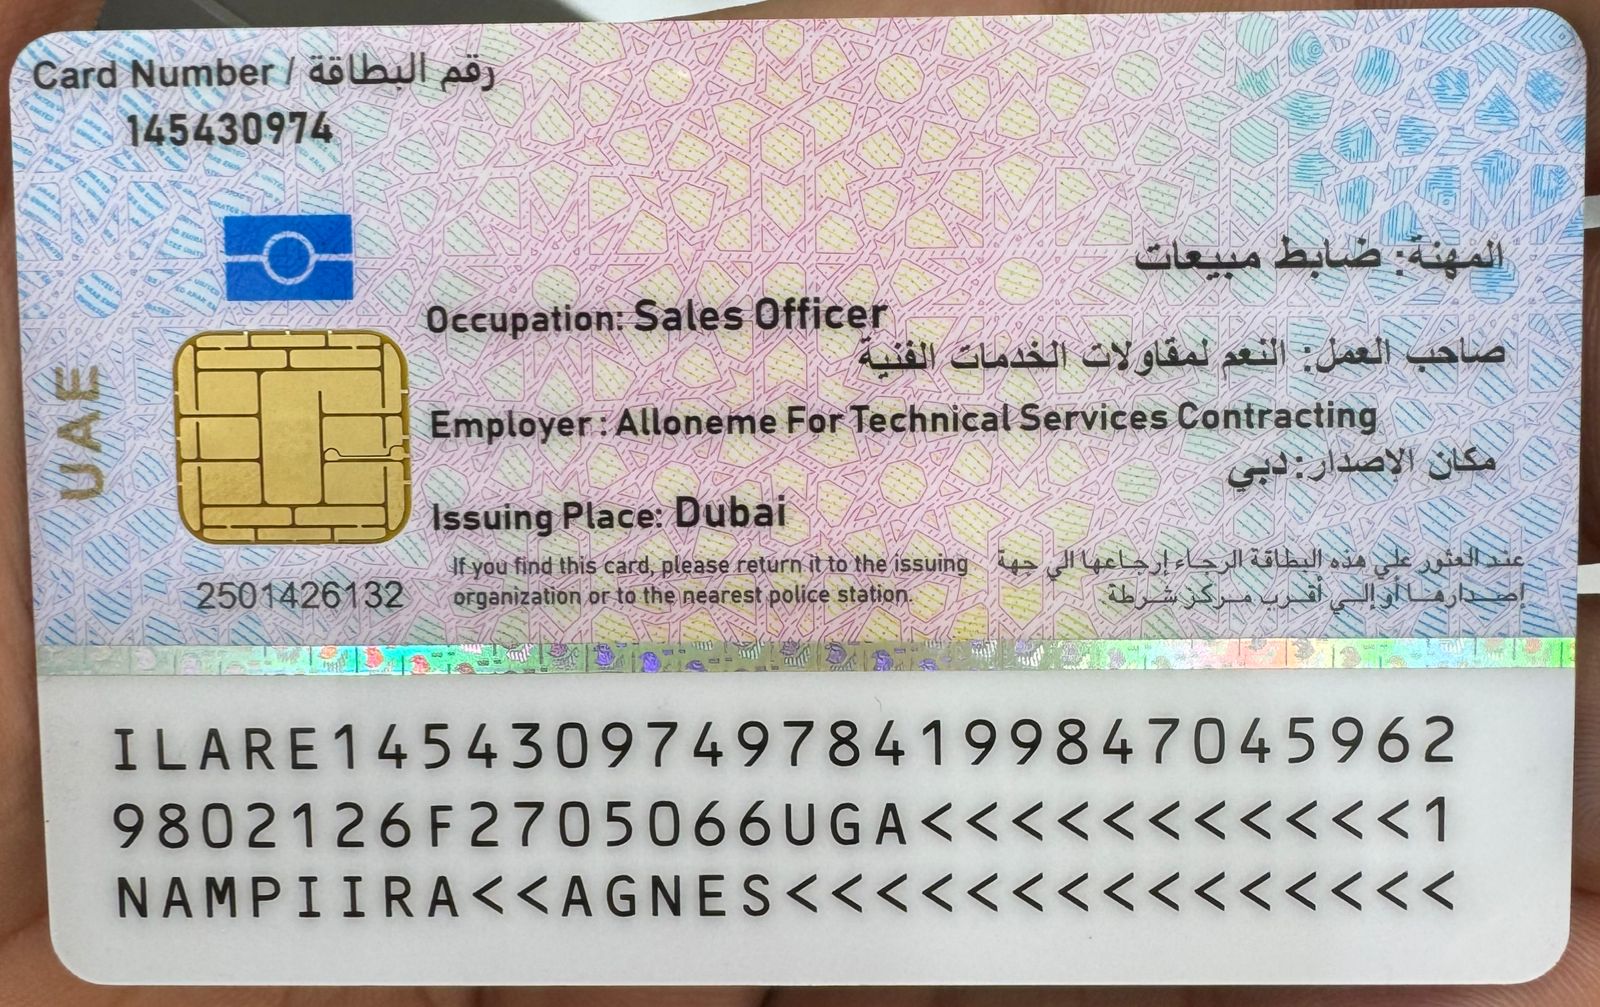 Card Number / رقم البطاقة
145430974
المهنة: ضابط مبيعات
Occupation: Sales Officer
صاحب العمل: النعم لمقاولات الخدمات الفنية
Employer : Alloneme For Technical Services Contracting
مكان الإصدار: دبي
Issuing Place: Dubai
UAE
2501426132
If you find this card, please return it to the issuing
organization or to the nearest police station.
عند العثور علي هذه البطاقة الرجاء إرجاعها الي جهة
إصدارها أو إلي أقرب مركز شرطة.
ILARE1454309749784199847045962
9802126F2705066UGA<<<<<<<<<<<1
NAMPIIRA<<AGNES<<<<<<<<<<<<<<<